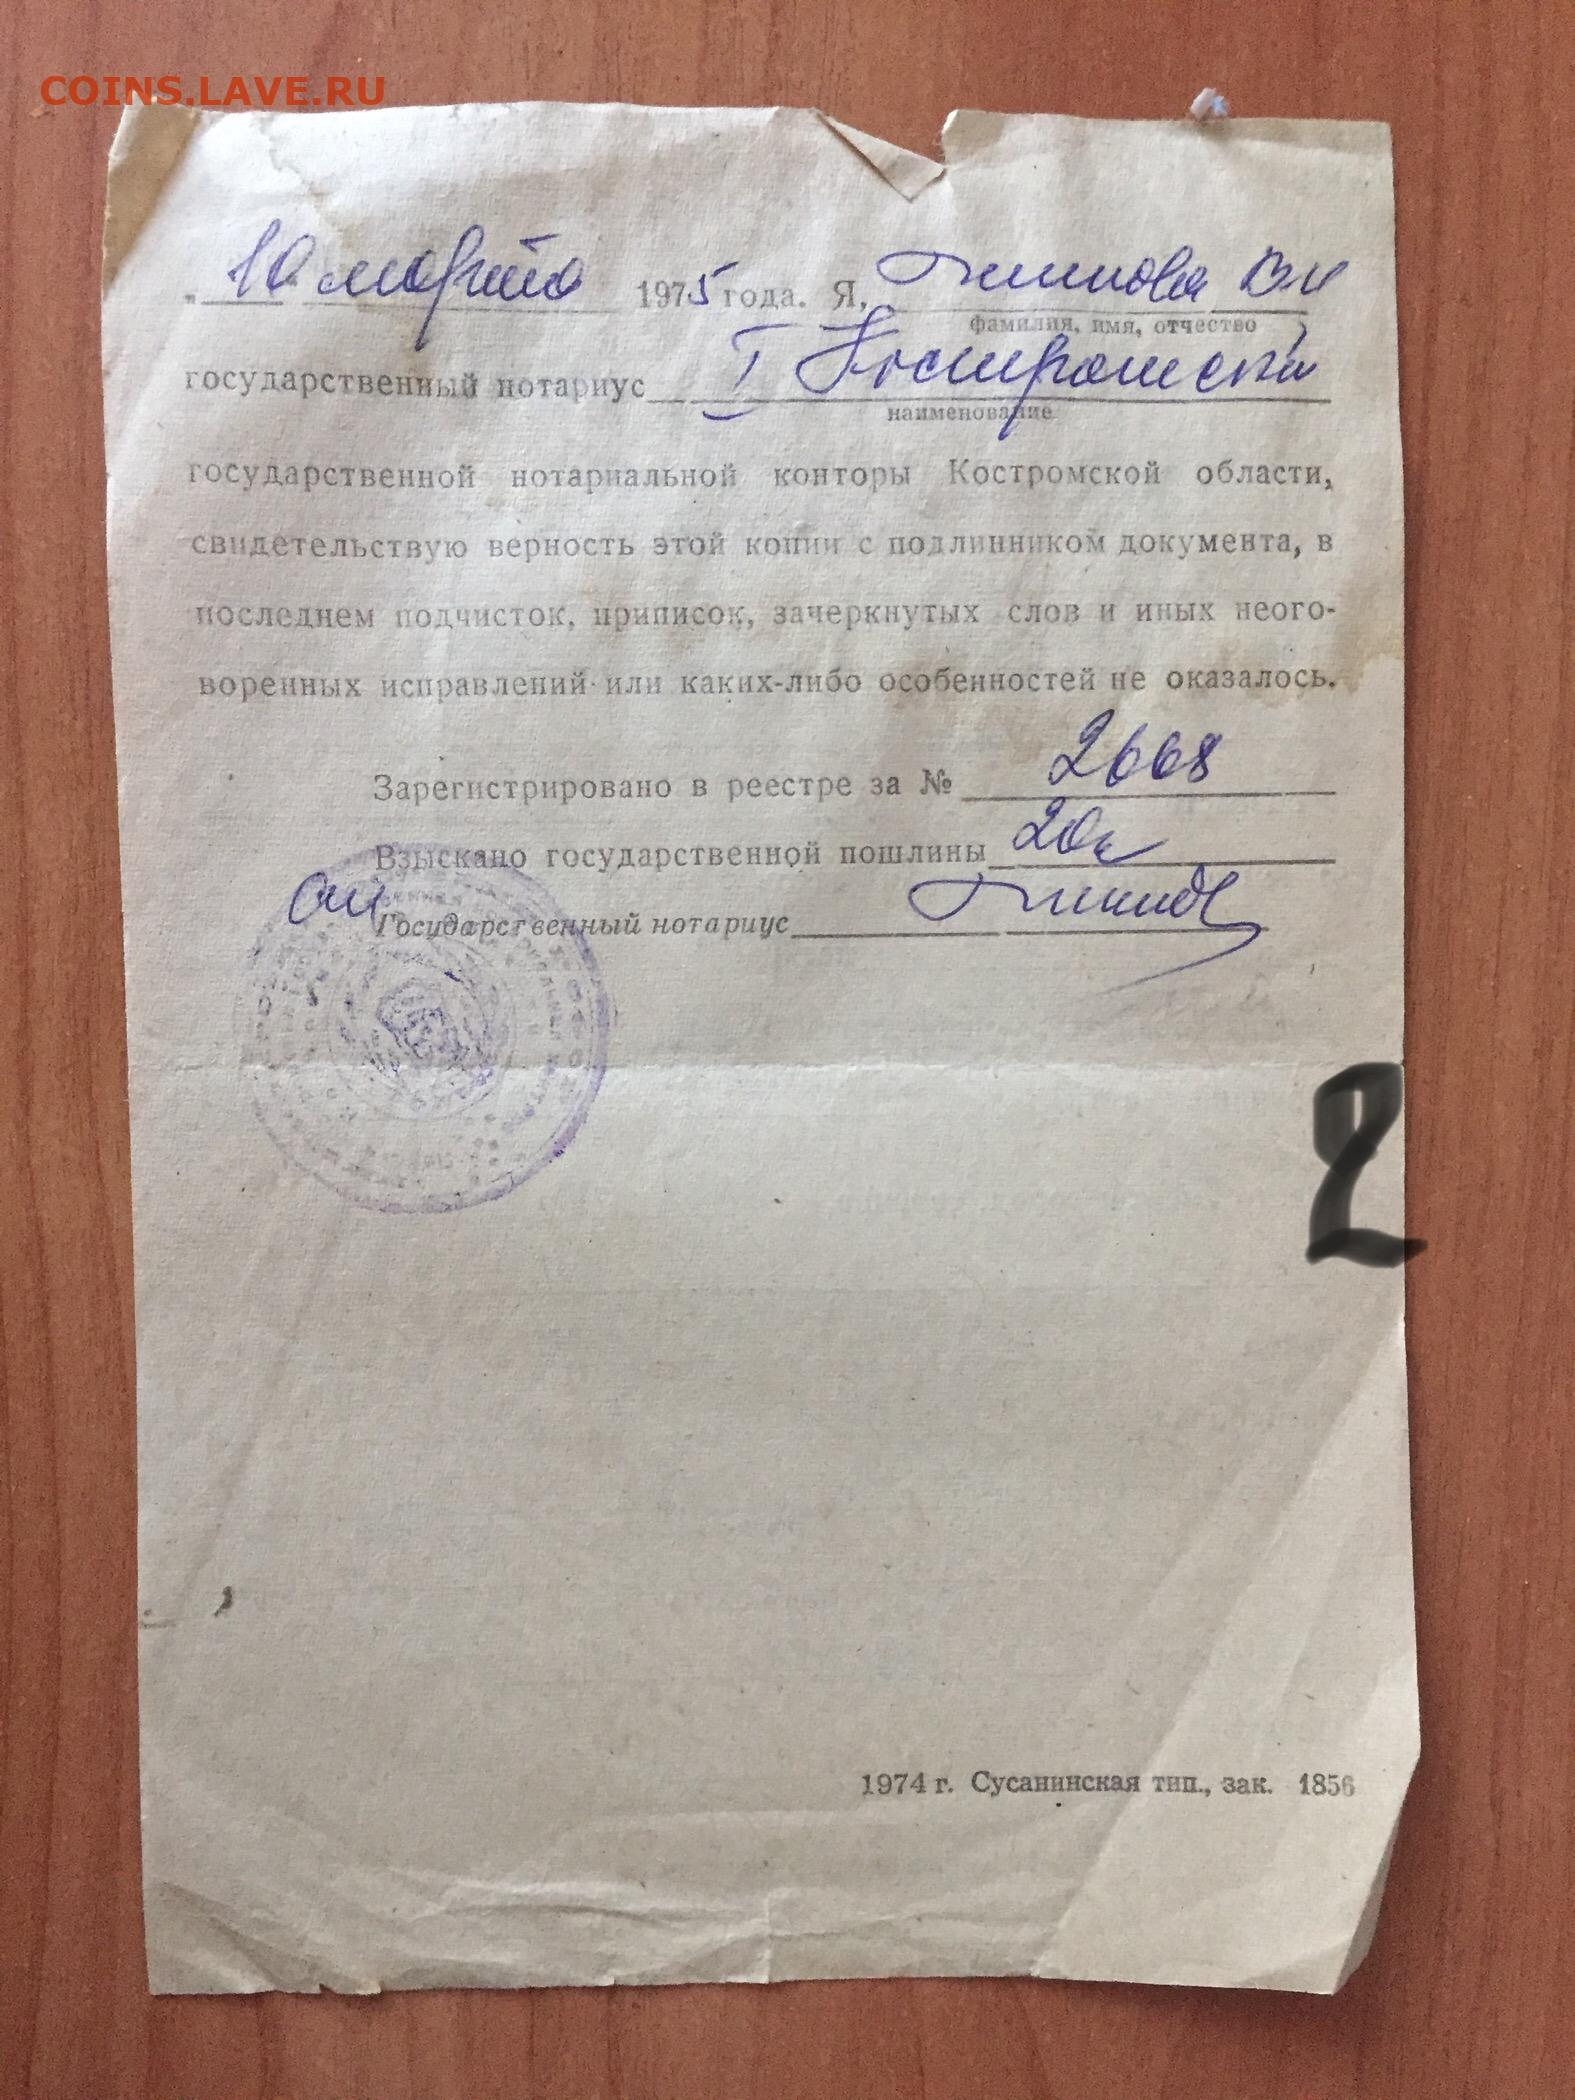 COINS.LAVE.RU
„10 марта 1975 года. Я, В И
фамилия, имя, отчество
государственный нотариус I Костромской
наименование
государственной нотариальной конторы Костромской области,
свидетельствую верность этой копии с подлинником документа, в
последнем подчисток, приписок, зачеркнутых слов и иных неого-
воренных исправлений или каких-либо особенностей не оказалось.
Зарегистрировано в реестре за № 2668
Взыскано государственной пошлины 20к
Государственный нотариус
2
1974 г. Сусанинская тип., зак. 1856